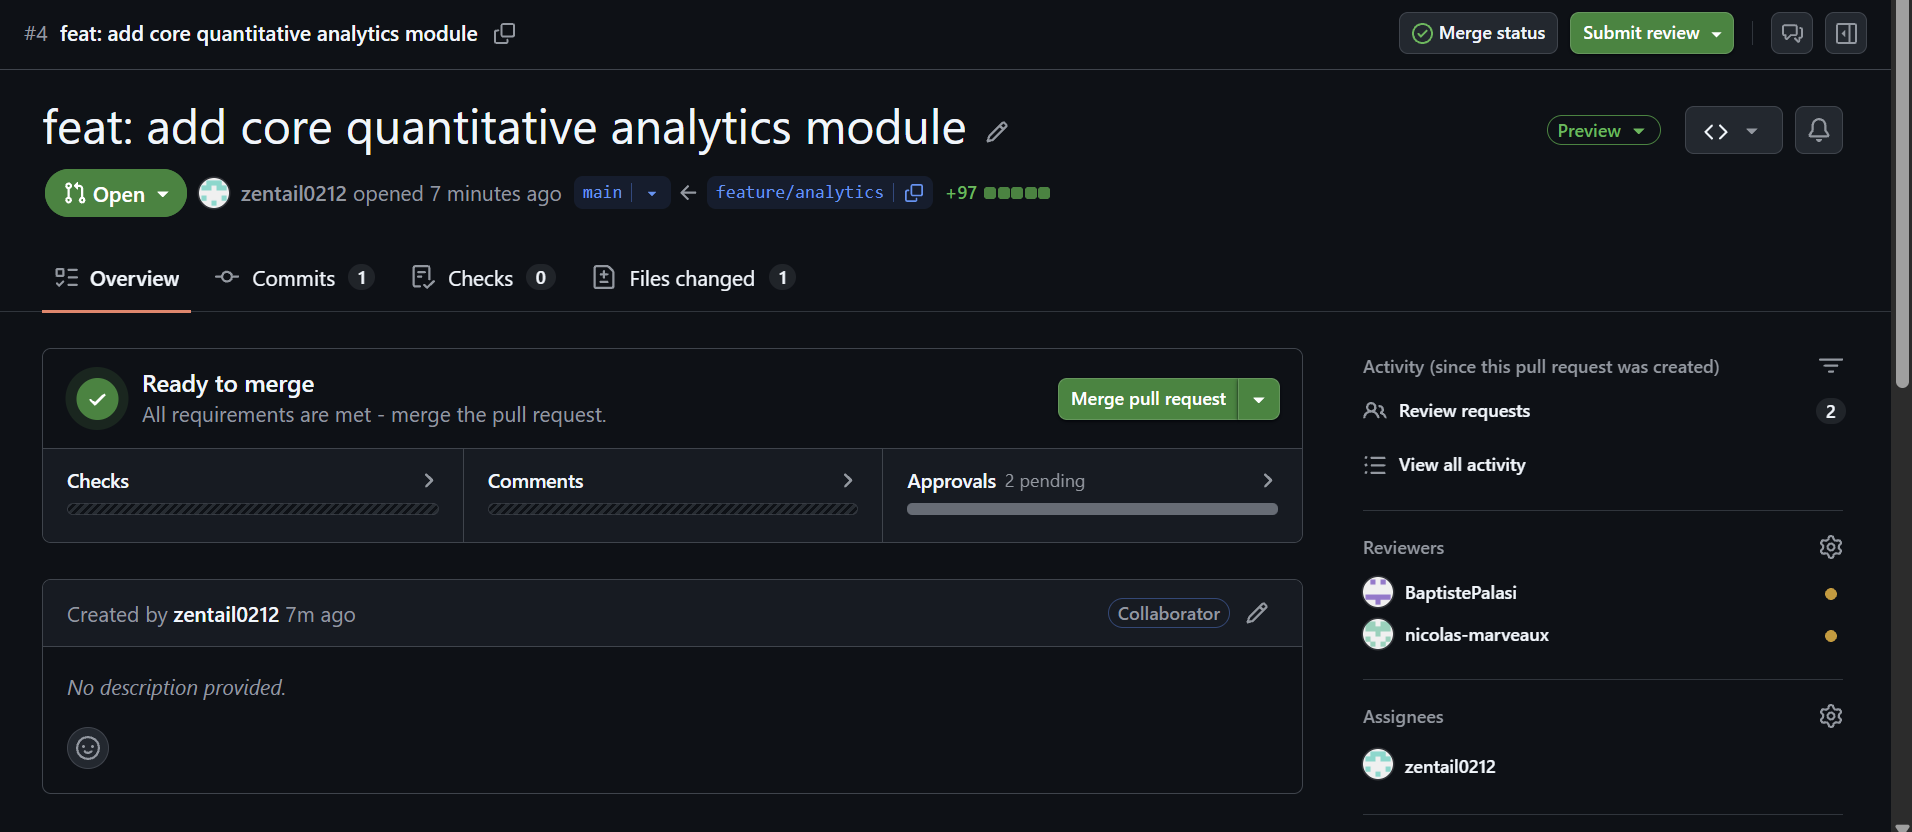 #4 feat: add core quantitative analytics module
Merge status
Submit review
feat: add core quantitative analytics module
Preview
Open
zentail0212 opened 7 minutes ago
main
feature/analytics
+97
Overview
Commits 1
Checks 0
Files changed 1
Ready to merge
All requirements are met - merge the pull request.
Merge pull request
Checks
Comments
Approvals 2 pending
Created by zentail0212 7m ago
Collaborator
No description provided.
Activity (since this pull request was created)
Review requests 2
View all activity
Reviewers
BaptistePalasi
nicolas-marveaux
Assignees
zentail0212